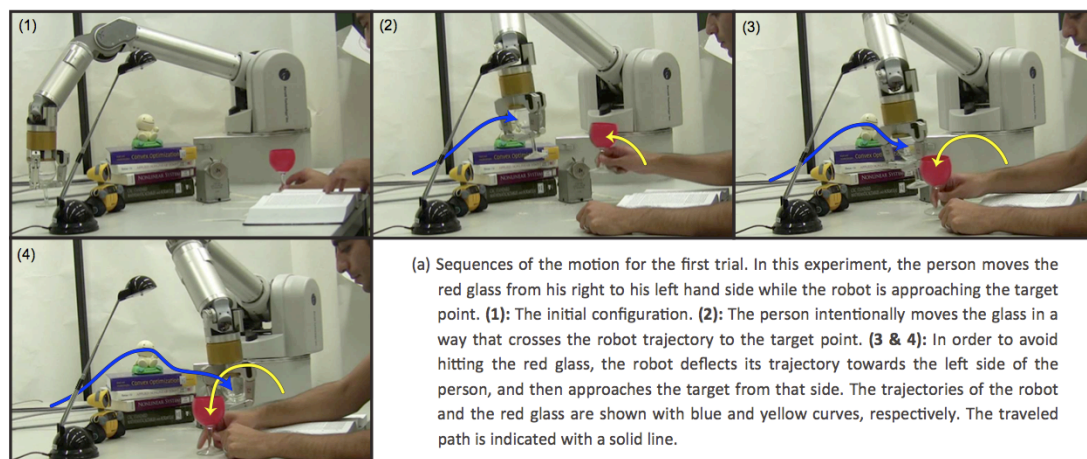 (1)
(2)
(3)
Convex Optimization
NONLINEAR SYSTEMS
(4)
(a) Sequences of the motion for the first trial. In this experiment, the person moves the
red glass from his right to his left hand side while the robot is approaching the target
point. (1): The initial configuration. (2): The person intentionally moves the glass in a
way that crosses the robot trajectory to the target point. (3 & 4): In order to avoid
hitting the red glass, the robot deflects its trajectory towards the left side of the
person, and then approaches the target from that side. The trajectories of the robot
and the red glass are shown with blue and yellow curves, respectively. The traveled
path is indicated with a solid line.